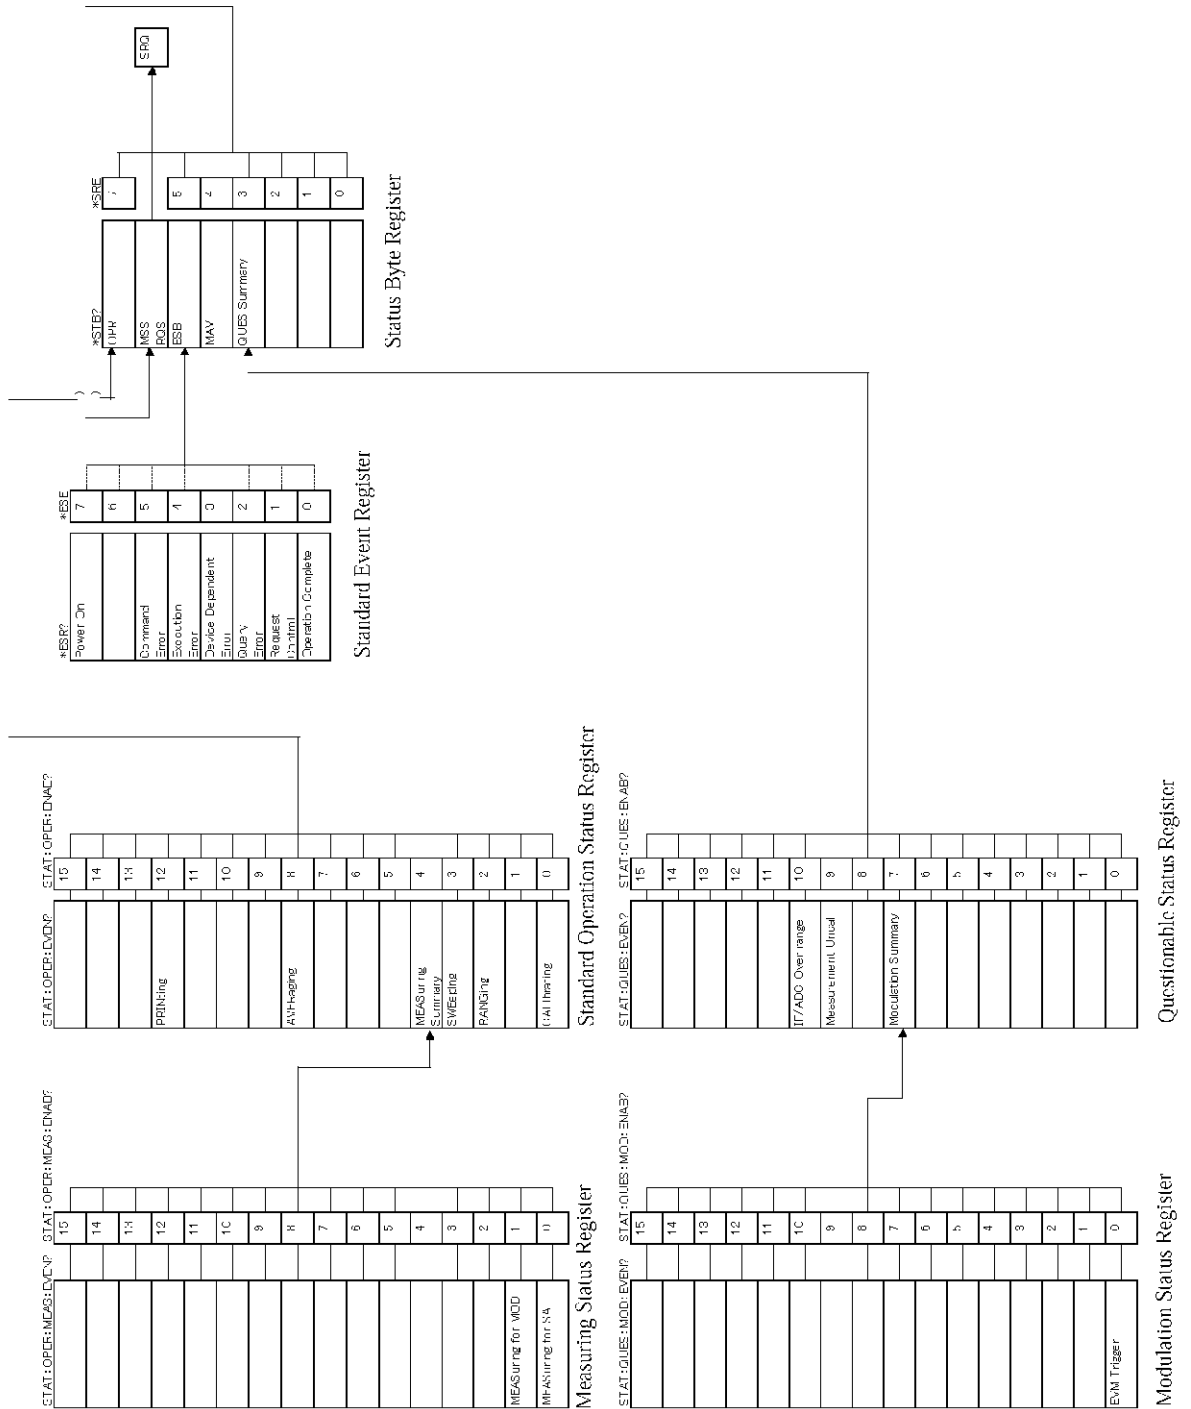 STAT:OPER:MEAS:EVEN?
STAT:OPER:MEAS:ENAB?
15
14
13
12
11
10
9
8
7
6
5
4
3
2
MEASuring for MOD
1
MEASuring for SA
0
Measuring Status Register
STAT:OPER:EVEN?
STAT:OPER:ENAB?
15
14
13
PRINting
12
11
10
9
AVERaging
8
7
6
5
MEASuring
Summary
4
SWEeping
3
RANGing
2
1
CALibrating
0
Standard Operation Status Register
*ESR?
*ESE
Power On
7
6
Command
Error
5
Execution
Error
4
Device Dependent
Error
3
Query
Error
2
Request
Control
1
Operation Complete
0
Standard Event Register
*STB?
*SRE
OPR
7
MSS
RQS
ESB
5
MAV
4
QUES Summary
3
2
1
0
Status Byte Register
SRQ
STAT:QUES:MOD:EVEN?
STAT:QUES:MOD:ENAB?
15
14
13
12
11
10
9
8
7
6
5
4
3
2
1
EVM Trigger
0
Modulation Status Register
STAT:QUES:EVEN?
STAT:QUES:ENAB?
15
14
13
12
11
IF/ADC Over range
10
Measurement Uncal
9
8
Modulation Summary
7
6
5
4
3
2
1
0
Questionable Status Register